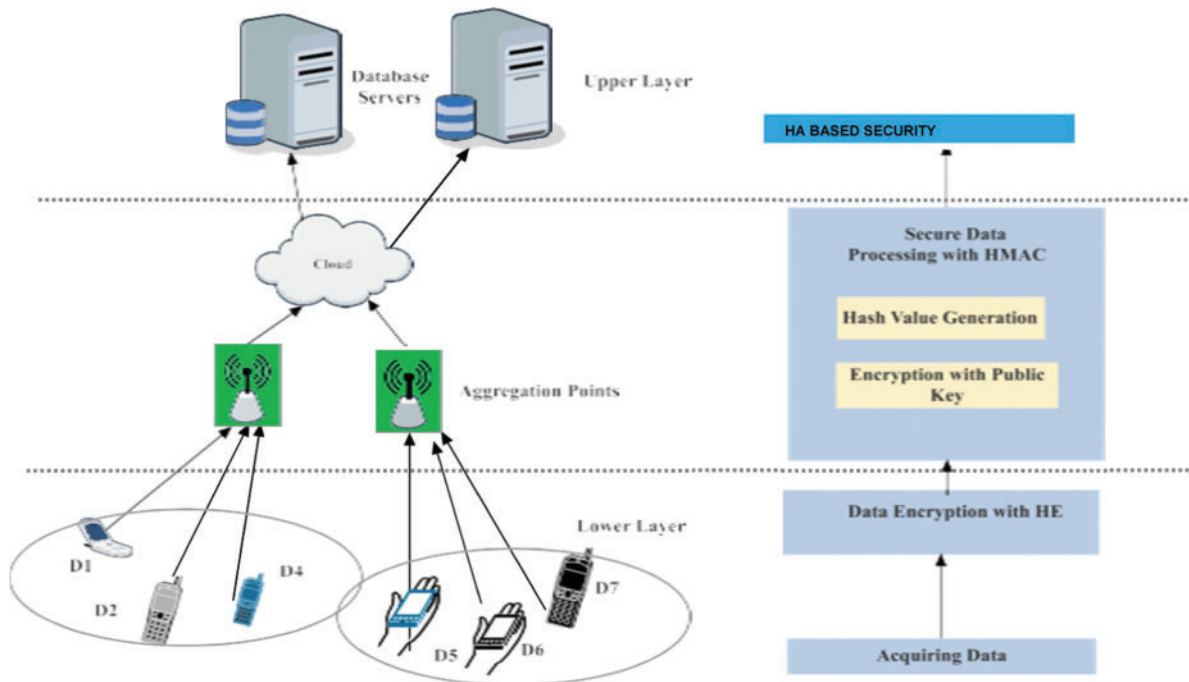 Database
Servers
Upper Layer
HA BASED SECURITY
Cloud
Secure Data
Processing with HMAC
Hash Value Generation
Encryption with Public
Key
Aggregation Points
Lower Layer
Data Encryption with HE
D1
D2
D4
D5
D6
D7
Acquiring Data